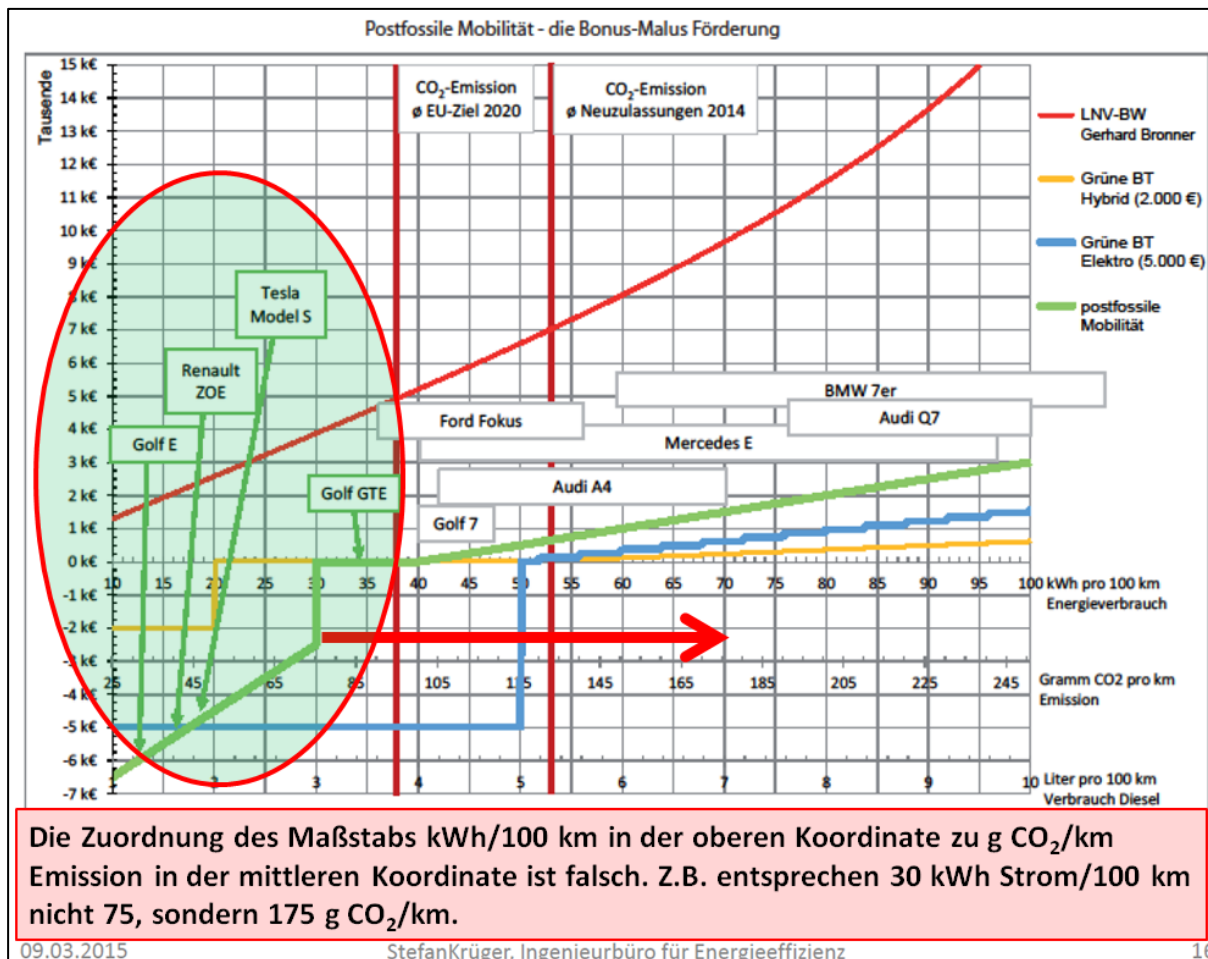 Postfossile Mobilität - die Bonus-Malus Förderung
Tausende
15 k€
14 k€
13 k€
12 k€
11 k€
10 k€
9 k€
8 k€
7 k€
6 k€
5 k€
4 k€
3 k€
2 k€
1 k€
0 k€
-1 k€
-2 k€
-3 k€
-4 k€
-5 k€
-6 k€
-7 k€
CO₂-Emission
ø EU-Ziel 2020
CO₂-Emission
ø Neuzulassungen 2014
LNV-BW
Gerhard Bronner
Grüne BT
Hybrid (2.000 €)
Grüne BT
Elektro (5.000 €)
postfossile
Mobilität
Tesla
Model S
Renault
ZOE
Golf E
Golf GTE
BMW 7er
Ford Fokus
Audi Q7
Mercedes E
Audi A4
Golf 7
10 15 20 25 30 35 40 45 50 55 60 65 70 75 80 85 90 95 100 kWh pro 100 km
Energieverbrauch
25 45 65 85 105 145 165 185 205 225 245 Gramm CO2 pro km
Emission
3 4 5 6 7 8 9 10 Liter pro 100 km
Verbrauch Diesel
Die Zuordnung des Maßstabs kWh/100 km in der oberen Koordinate zu g CO₂/km
Emission in der mittleren Koordinate ist falsch. Z.B. entsprechen 30 kWh Strom/100 km
nicht 75, sondern 175 g CO₂/km.
09.03.2015 StefanKrüger, Ingenieurbüro für Energieeffizienz 16